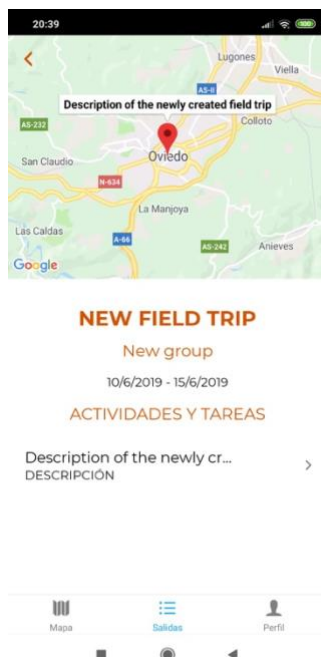 20:39
100
Lugones
Viella
AS-II
Description of the newly created field trip
AS-232
Colloto
San Claudio
Oviedo
N-634
La Manjoya
Las Caldas
A-66
AS-242
Anieves
Google
NEW FIELD TRIP
New group
10/6/2019 - 15/6/2019
ACTIVIDADES Y TAREAS
Description of the newly cr...
DESCRIPCIÓN
Mapa
Salidas
Perfil